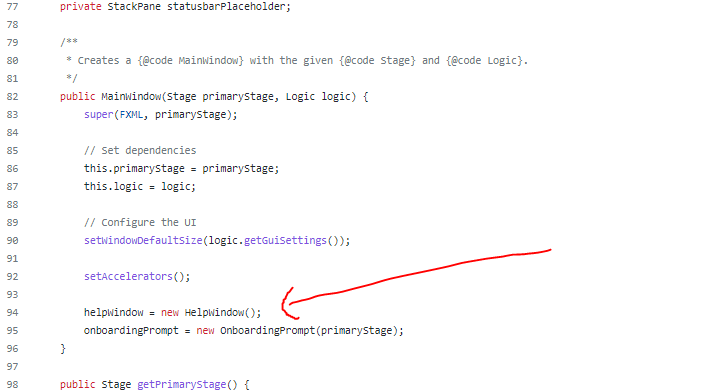 77 private StackPane statusbarPlaceholder;
78
79 /**
80 * Creates a {@code MainWindow} with the given {@code Stage} and {@code Logic}.
81 */
82 public MainWindow(Stage primaryStage, Logic logic) {
83 super(FXML, primaryStage);
84
85 // Set dependencies
86 this.primaryStage = primaryStage;
87 this.logic = logic;
88
89 // Configure the UI
90 setWindowDefaultSize(logic.getGuiSettings());
91
92 setAccelerators();
93
94 helpWindow = new HelpWindow();
95 onboardingPrompt = new OnboardingPrompt(primaryStage);
96 }
97
98 public Stage getPrimaryStage() {